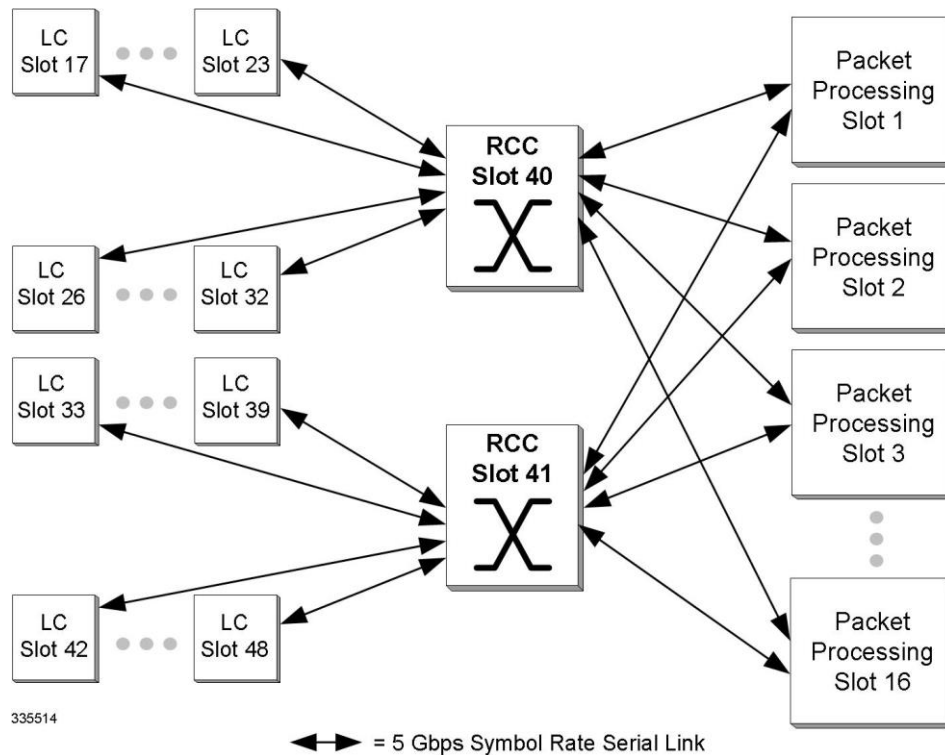 LC
Slot 17
LC
Slot 23
LC
Slot 26
LC
Slot 32
LC
Slot 33
LC
Slot 39
LC
Slot 42
LC
Slot 48
RCC
Slot 40
RCC
Slot 41
Packet
Processing
Slot 1
Packet
Processing
Slot 2
Packet
Processing
Slot 3
Packet
Processing
Slot 16
335514
= 5 Gbps Symbol Rate Serial Link